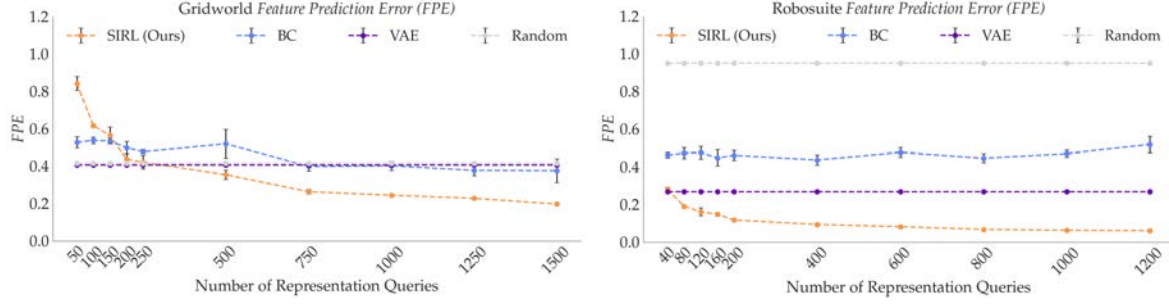 Gridworld Feature Prediction Error (FPE)
SIRL (Ours) BC VAE Random
1.2
1.0
0.8
0.6
0.4
0.2
0.0
FPE
50 100 150 200 250 500 750 1000 1250 1500
Number of Representation Queries
Robosuite Feature Prediction Error (FPE)
SIRL (Ours) BC VAE Random
1.2
1.0
0.8
0.6
0.4
0.2
0.0
FPE
40 80 120 160 200 400 600 800 1000 1200
Number of Representation Queries